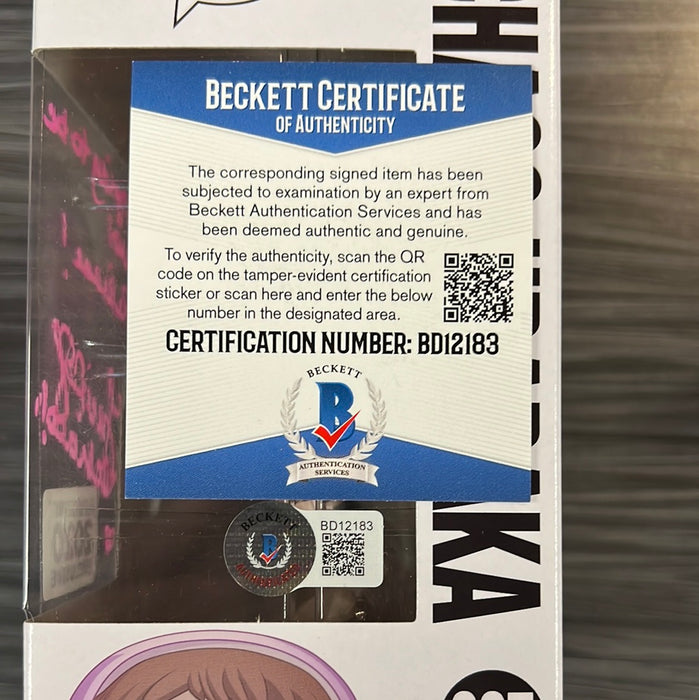 BECKETT CERTIFICATE
OF AUTHENTICITY
The corresponding signed item has been
subjected to examination by an expert from
Beckett Authentication Services and has
been deemed authentic and genuine.
To verify the authenticity, scan the QR
code on the tamper-evident certification
sticker or scan here and enter the below
number in the designated area.
CERTIFICATION NUMBER: BD12183
BECKETT
B
AUTHENTICATION
SERVICES
BECKETT
B
BD12183